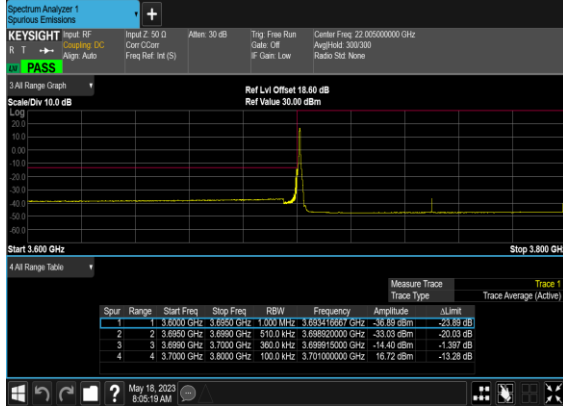 Spectrum Analyzer 1
Spurious Emissions
+
KEYSIGHT Input: RF Input Z: 50 Ω Atten: 30 dB Trig: Free Run Center Freq: 22.005000000 GHz
R T Coupling: DC Corr CCorr Gate: Off Avg|Hold: 300/300
Align: Auto Freq Ref: Int (S) IF Gain: Low Radio Std: None
PASS
3 All Range Graph
Ref Lvl Offset 18.60 dB
Scale/Div 10.0 dB Ref Value 30.00 dBm
Log
20.0
10.0
0.00
-10.0
-20.0
-30.0
-40.0
-50.0
-60.0
Start 3.600 GHz Stop 3.800 GH
4 All Range Table
Measure Trace Trace 1
Trace Type Trace Average (Active)
Spur Range Start Freq Stop Freq RBW Frequency Amplitude ΔLimit
1 1 3.6000 GHz 3.6950 GHz 1.000 MHz 3.693416667 GHz -36.89 dBm -23.89 dB
2 2 3.6950 GHz 3.6990 GHz 510.0 kHz 3.698920000 GHz -33.03 dBm -20.03 dB
3 3 3.6990 GHz 3.7000 GHz 360.0 kHz 3.699915000 GHz -14.40 dBm -1.397 dB
4 4 3.7000 GHz 3.8000 GHz 100.0 kHz 3.701000000 GHz 16.72 dBm -13.28 dB
? May 18, 2023
8:05:19 AM